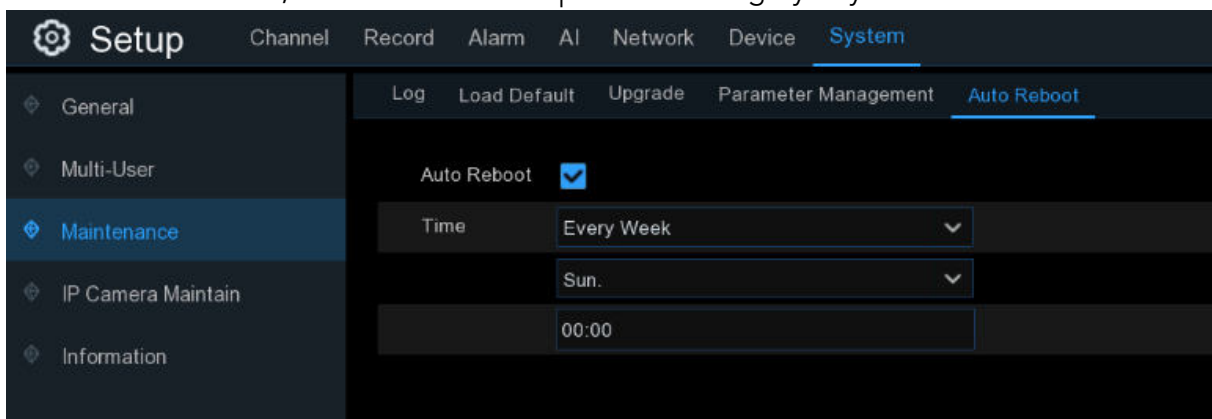 Setup Channel Record Alarm AI Network Device System
Log Load Default Upgrade Parameter Management Auto Reboot
General
Multi-User
Maintenance
IP Camera Maintain
Information
Auto Reboot
Time Every Week
Sun.
00:00